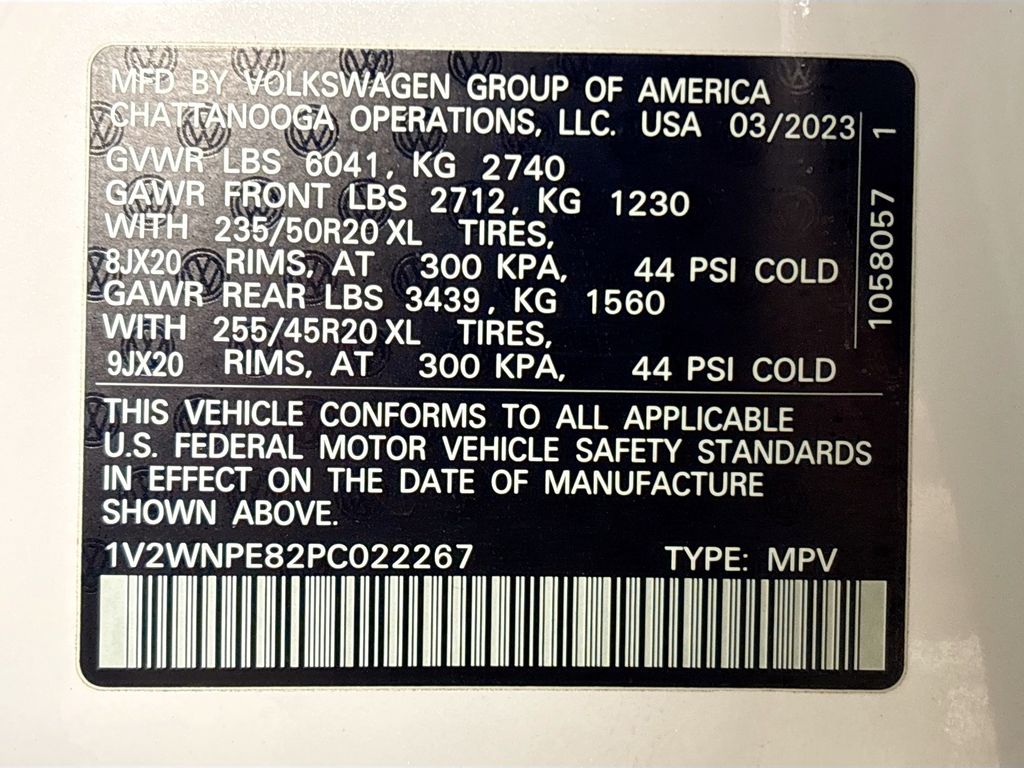 MFD BY VOLKSWAGEN GROUP OF AMERICA
CHATTANOOGA OPERATIONS, LLC. USA 03/2023
GVWR LBS 6041, KG 2740
GAWR FRONT LBS 2712, KG 1230
WITH 235/50R20 XL TIRES,
8JX20 RIMS, AT 300 KPA, 44 PSI COLD
GAWR REAR LBS 3439, KG 1560
WITH 255/45R20 XL TIRES,
9JX20 RIMS, AT 300 KPA, 44 PSI COLD
1058057 1
THIS VEHICLE CONFORMS TO ALL APPLICABLE
U.S. FEDERAL MOTOR VEHICLE SAFETY STANDARDS
IN EFFECT ON THE DATE OF MANUFACTURE
SHOWN ABOVE.
1V2WNPE82PC022267 TYPE: MPV